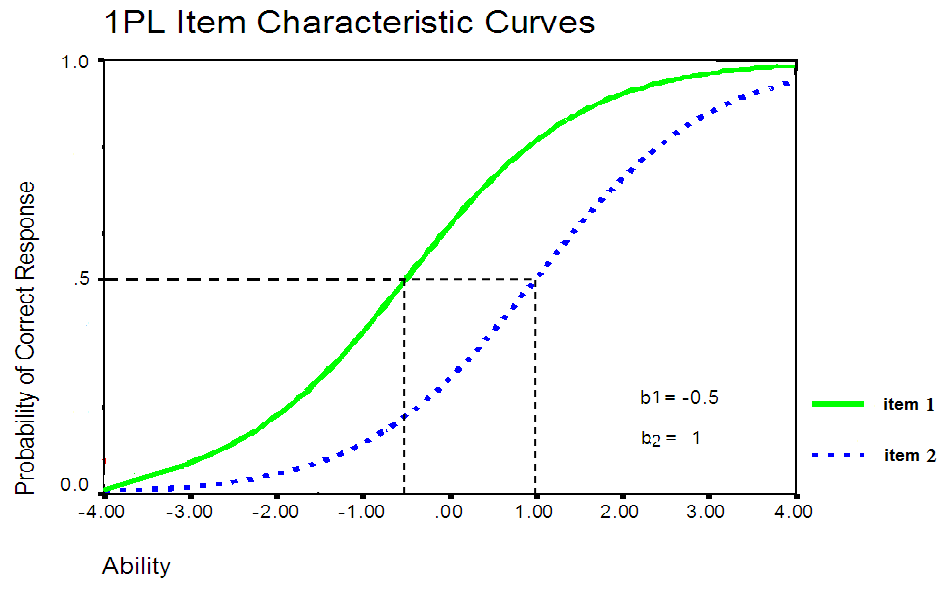 1PL Item Characteristic Curves
1.0
.5
0.0
Probability of Correct Response
-4.00 -3.00 -2.00 -1.00 .00 1.00 2.00 3.00 4.00
Ability
b1 = -0.5
b2 = 1
item 1
item 2